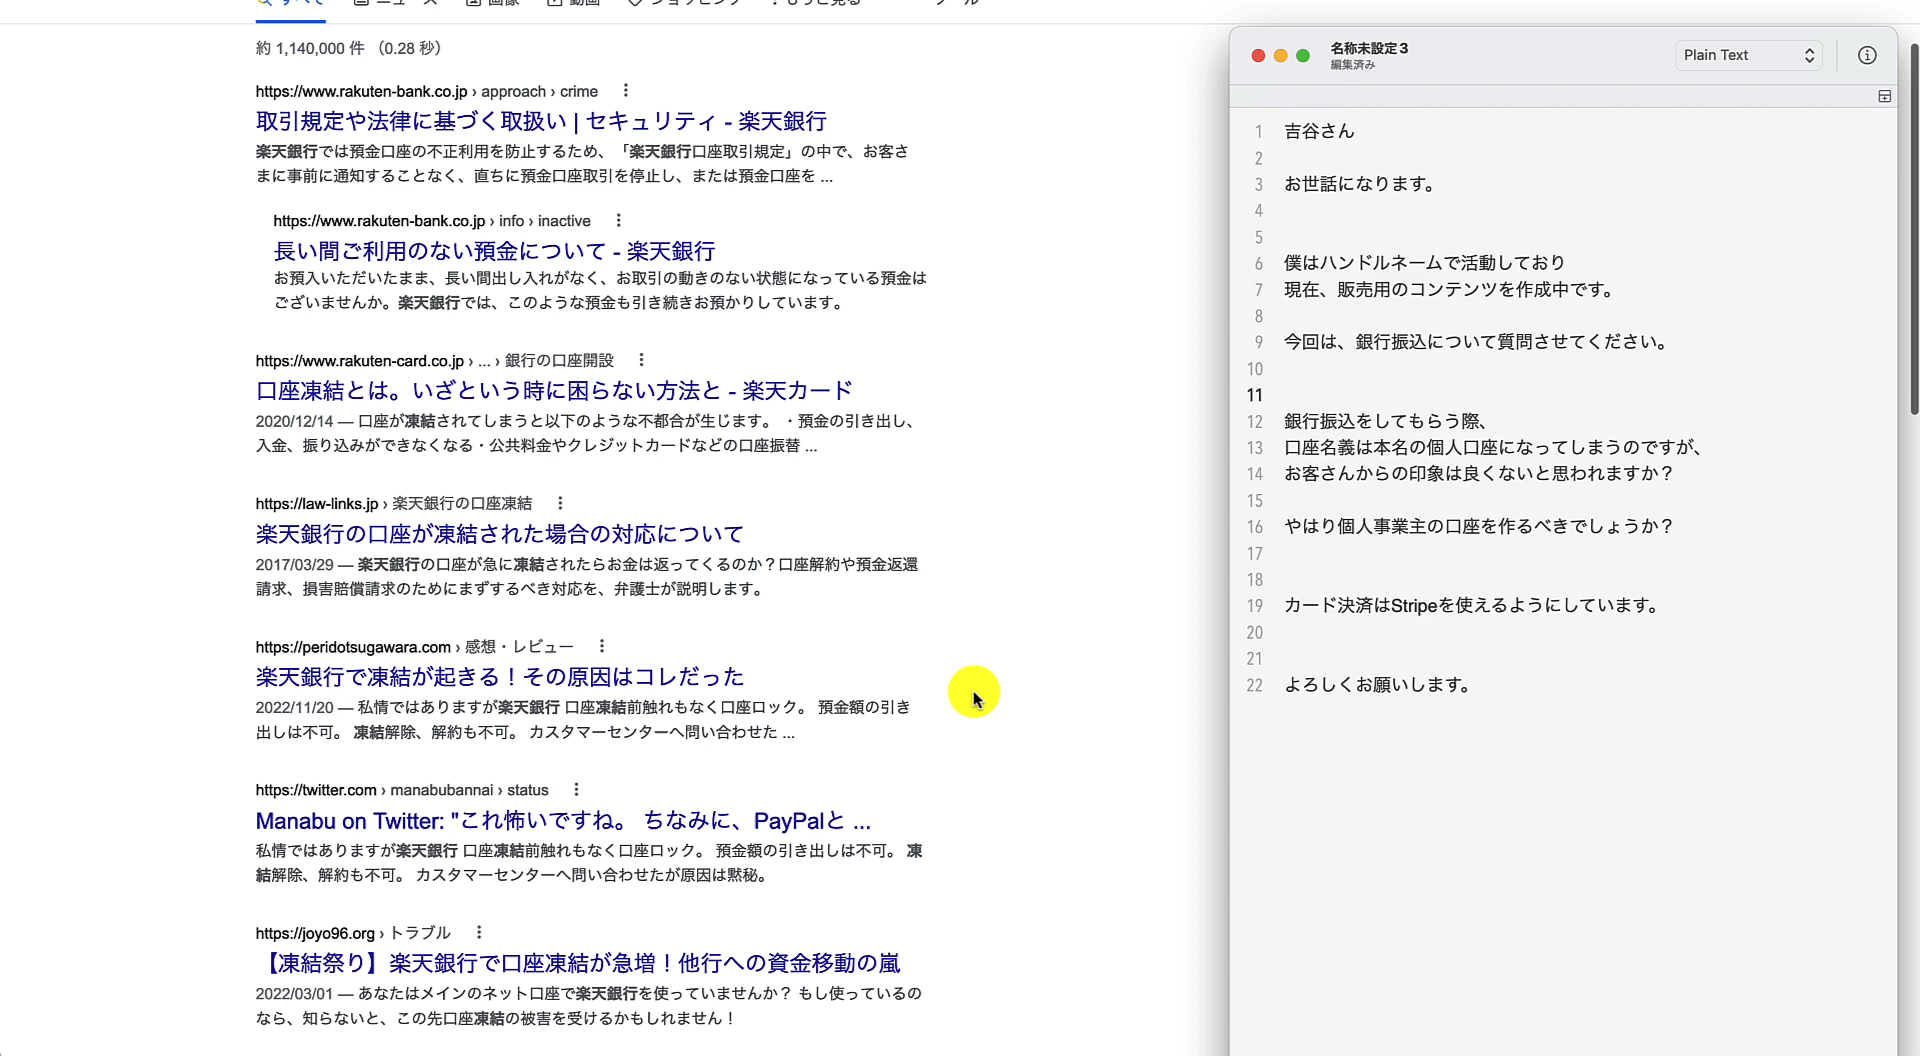 すべて
ニュース
画像
動画
ショッピング
もっと見る
ツール
約 1,140,000 件 （0.28 秒）
https://www.rakuten-bank.co.jp › approach › crime
取引規定や法律に基づく取扱い | セキュリティ - 楽天銀行
楽天銀行では預金口座の不正利用を防止するため、「楽天銀行口座取引規定」の中で、お客さ
まに事前に通知することなく、直ちに預金口座取引を停止し、または預金口座を ...
https://www.rakuten-bank.co.jp › info › inactive
長い間ご利用のない預金について - 楽天銀行
お預入いただいたまま、長い間出し入れがなく、お取引の動きのない状態になっている預金は
ございませんか。楽天銀行では、このような預金も引き続きお預かりしています。
https://www.rakuten-card.co.jp › ... › 銀行の口座開設
口座凍結とは。いざという時に困らない方法と - 楽天カード
2020/12/14 — 口座が凍結されてしまうと以下のような不都合が生じます。 ・預金の引き出し、
入金、振り込みができなくなる・公共料金やクレジットカードなどの口座振替 ...
https://law-links.jp › 楽天銀行の口座凍結
楽天銀行の口座が凍結された場合の対応について
2017/03/29 — 楽天銀行の口座が急に凍結されたらお金は返ってくるのか？口座解約や預金返還
請求、損害賠償請求のためにまずするべき対応を、弁護士が説明します。
https://peridotsugawara.com › 感想・レビュー
楽天銀行で凍結が起きる！その原因はコレだった
2022/11/20 — 私情ではありますが楽天銀行 口座凍結前触れもなく口座ロック。 預金額の引き
出しは不可。 凍結解除、解約も不可。 カスタマーセンターへ問い合わせた ...
https://twitter.com › manabubannai › status
Manabu on Twitter: "これ怖いですね。 ちなみに、PayPalと ...
私情ではありますが楽天銀行 口座凍結前触れもなく口座ロック。 預金額の引き出しは不可。 凍
結解除、解約も不可。 カスタマーセンターへ問い合わせたが原因は黙秘。
https://joyo96.org › トラブル
【凍結祭り】楽天銀行で口座凍結が急増！他行への資金移動の嵐
2022/03/01 — あなたはメインのネット口座で楽天銀行を使っていませんか？ もし使っているの
なら、知らないと、この先口座凍結の被害を受けるかもしれません！
名称未設定 3
編集済み
Plain Text
1 吉谷さん
2
3 お世話になります。
4
5
6 僕はハンドルネームで活動しており
7 現在、販売用のコンテンツを作成中です。
8
9 今回は、銀行振込について質問させてください。
10
11
12 銀行振込をしてもらう際、
13 口座名義は本名の個人口座になってしまうのですが、
14 お客さんからの印象は良くないと思われますか？
15
16 やはり個人事業主の口座を作るべきでしょうか？
17
18
19 カード決済はStripeを使えるようにしています。
20
21
22 よろしくお願いします。